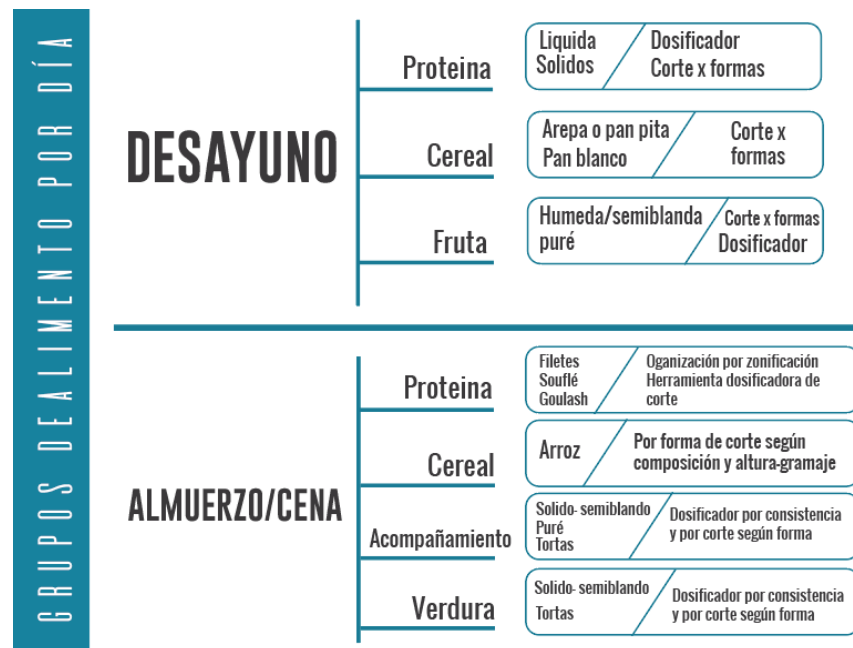 GRUPOS DEALIMENTO POR DÍA
DESAYUNO
Proteina
Liquida
Solidos
Dosificador
Corte x formas
Cereal
Arepa o pan pita
Pan blanco
Corte x
formas
Fruta
Humeda/semiblanda
puré
Corte x formas
Dosificador
ALMUERZO/CENA
Proteina
Filetes
Souflé
Goulash
Oganización por zonificación
Herramienta dosificadora de
corte
Cereal
Arroz
Por forma de corte según
composición y altura-gramaje
Acompañamiento
Solido- semiblando
Puré
Tortas
Dosificador por consistencia
y por corte según forma
Verdura
Solido- semiblando
Tortas
Dosificador por consistencia
y por corte según forma